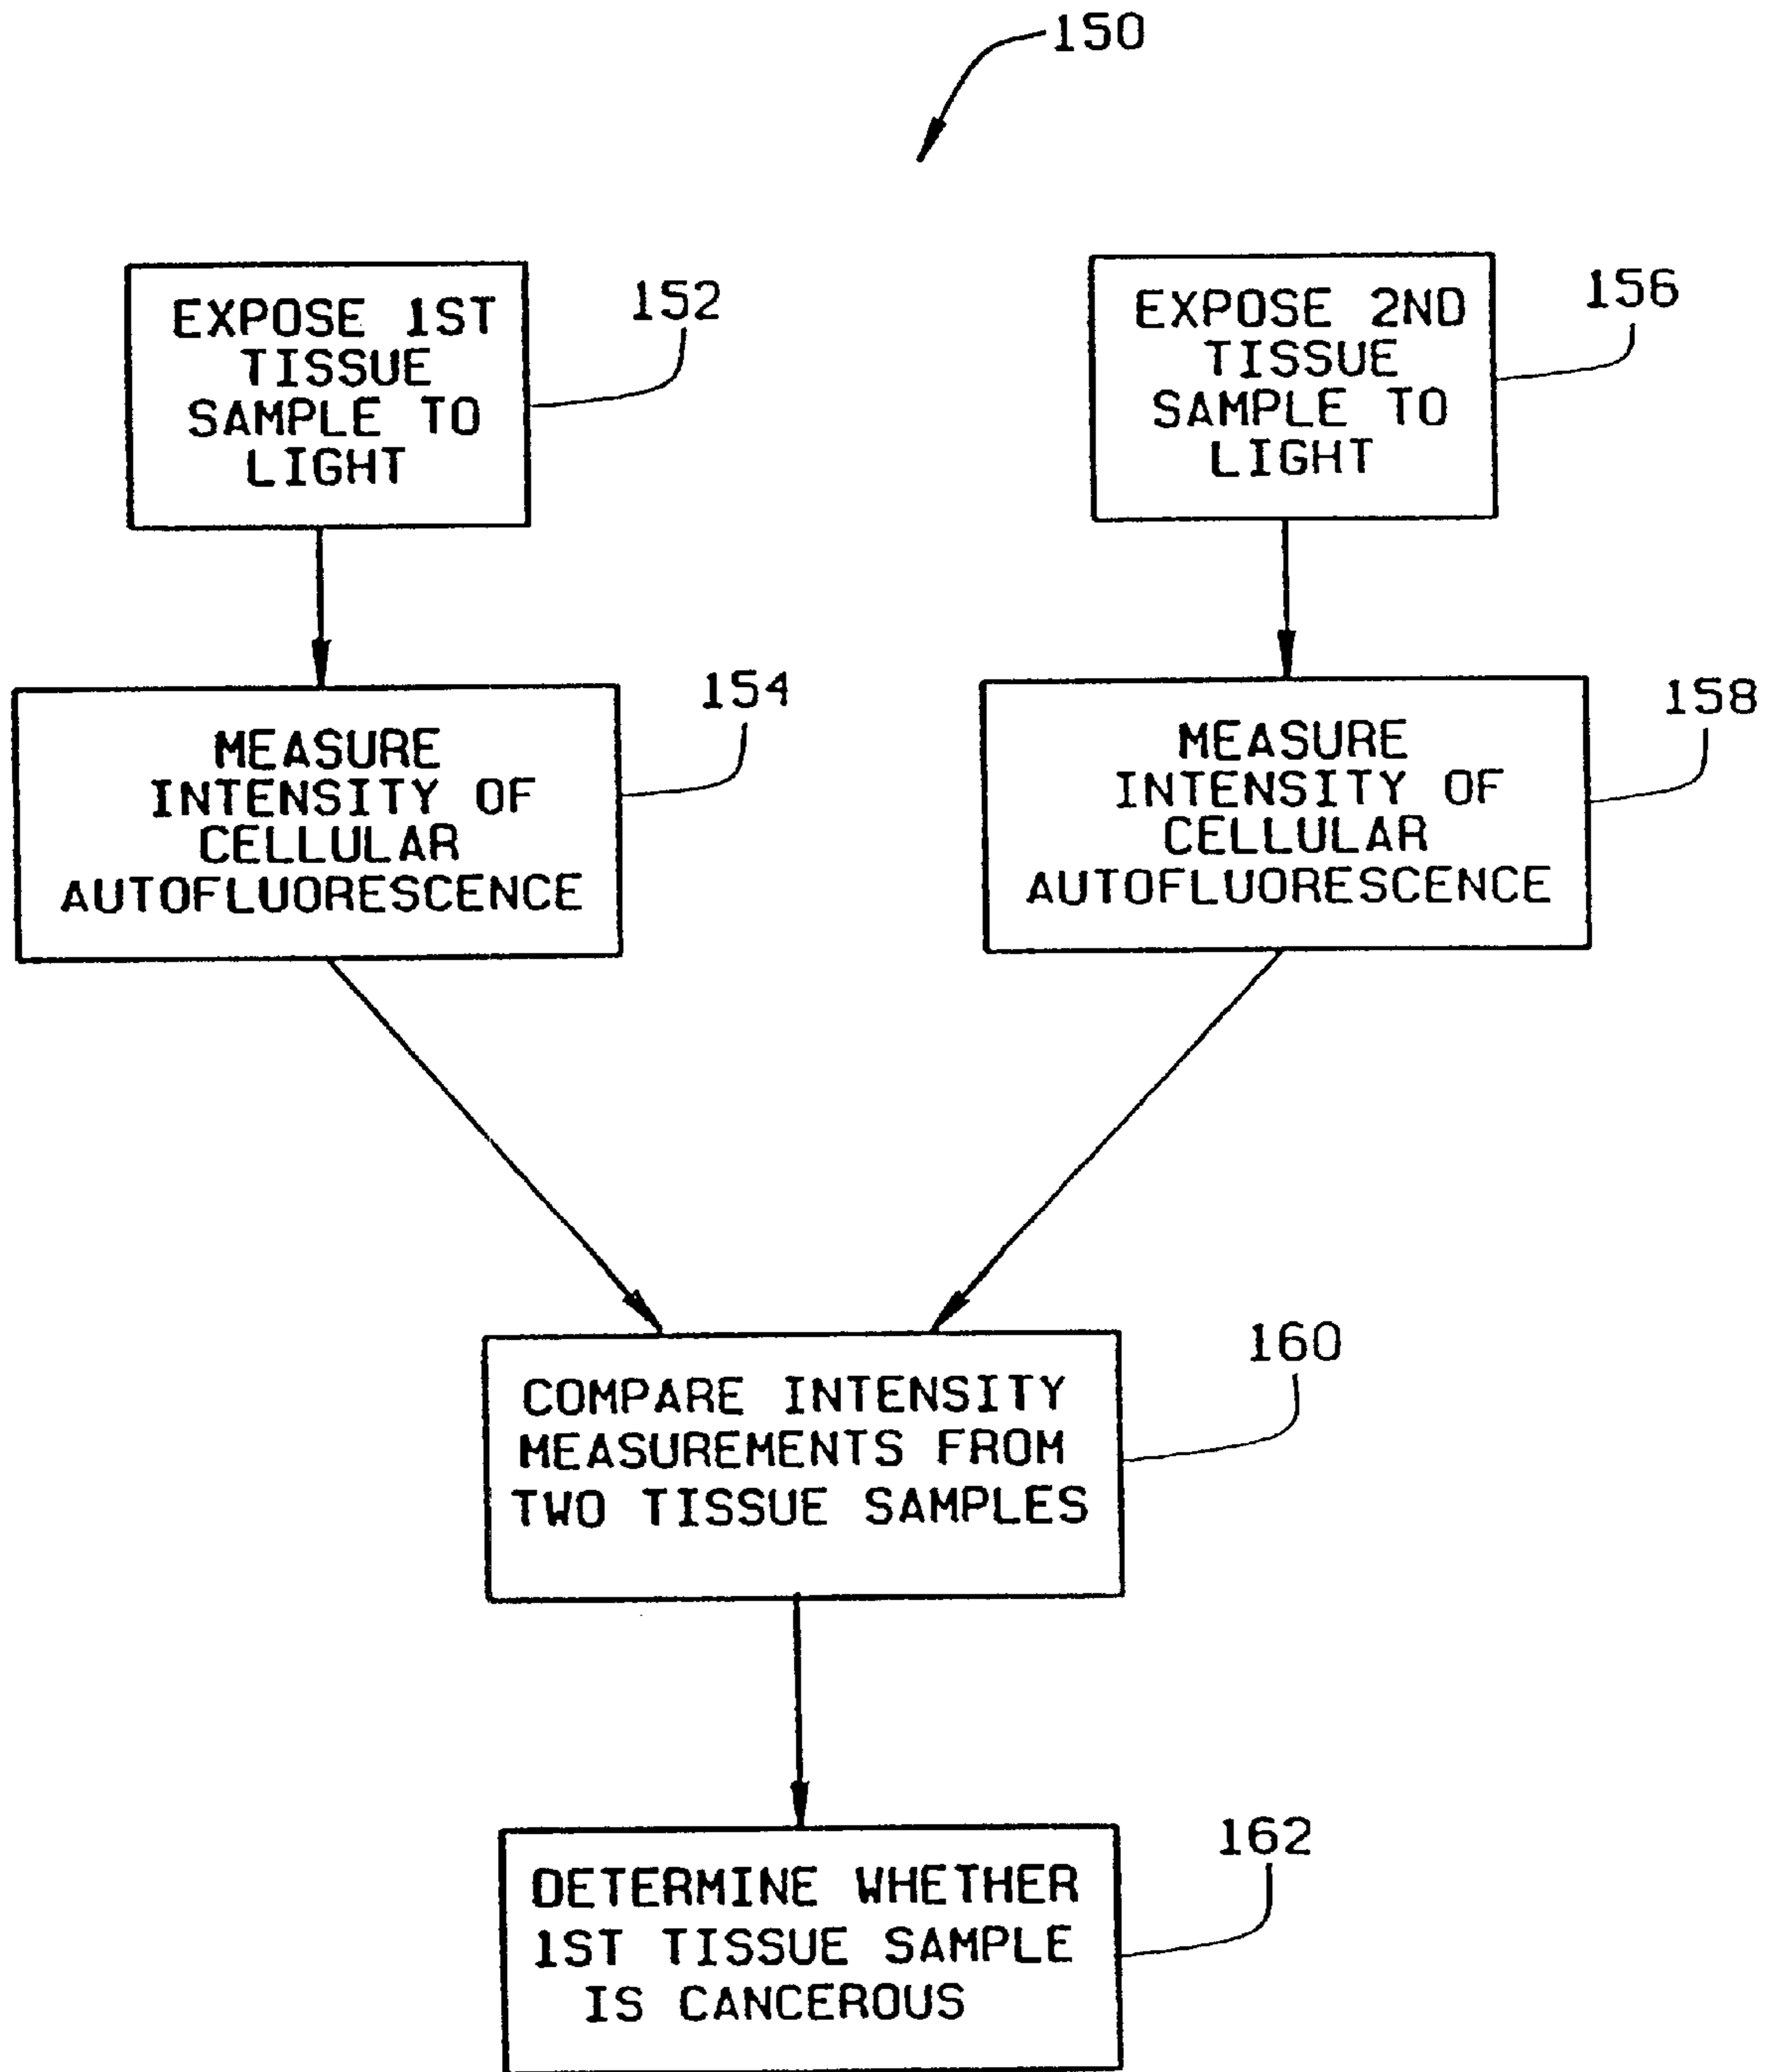 150
EXPOSE 1ST
TISSUE
SAMPLE TO
LIGHT
152
EXPOSE 2ND
TISSUE
SAMPLE TO
LIGHT
156
MEASURE
INTENSITY OF
CELLULAR
AUTOFLUORESCENCE
154
MEASURE
INTENSITY OF
CELLULAR
AUTOFLUORESCENCE
158
COMPARE INTENSITY
MEASUREMENTS FROM
TWO TISSUE SAMPLES
160
DETERMINE WHETHER
1ST TISSUE SAMPLE
IS CANCEROUS
162